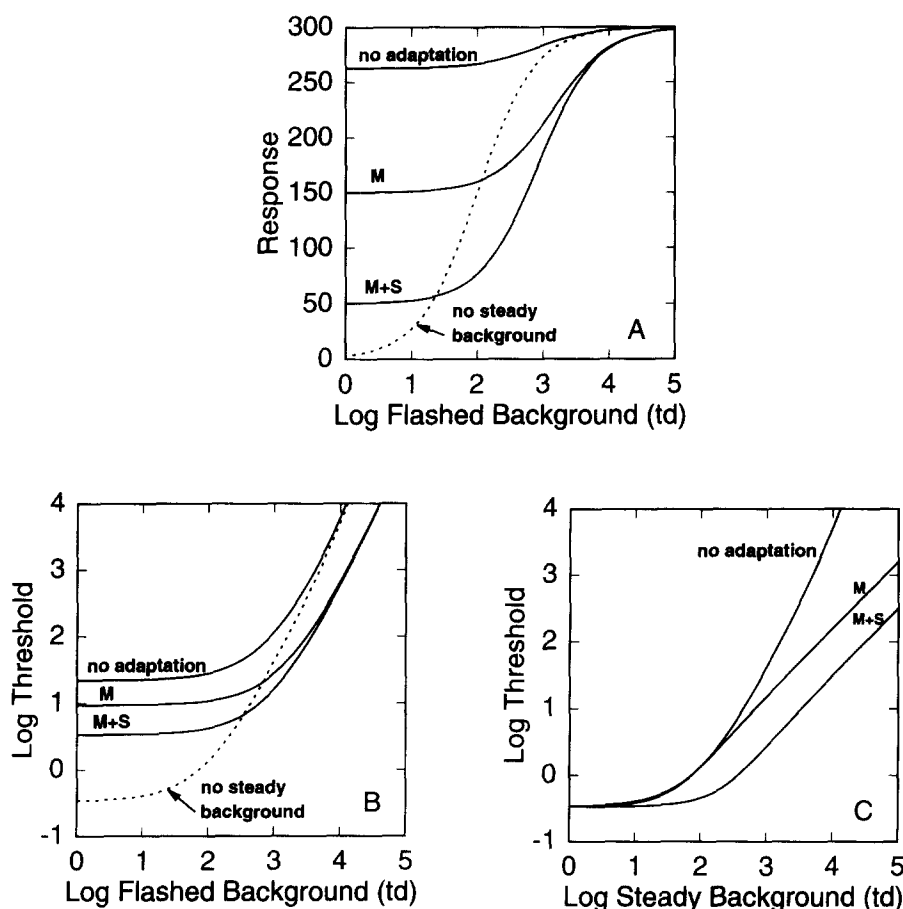 300
250
200
150
100
50
0
Response
no adaptation
M
M+S
no steady
background
A
0 1 2 3 4 5
Log Flashed Background (td)
4
3
2
1
0
-1
Log Threshold
no adaptation
M
M+S
no steady
background
B
0 1 2 3 4 5
Log Flashed Background (td)
4
3
2
1
0
-1
Log Threshold
no adaptation
M
M+S
C
0 1 2 3 4 5
Log Steady Background (td)